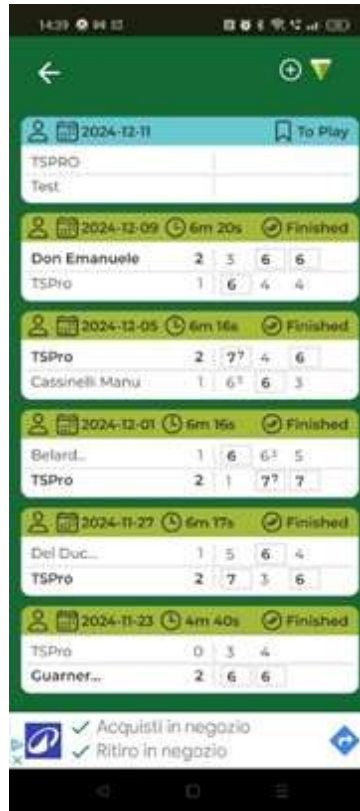 14:39
2024-12-11 To Play
TSPRO
Test
2024-12-09 6m 20s Finished
Don Emanuele 2 3 6 6
TSPro 1 6 4 4
2024-12-05 6m 16s Finished
TSPro 2 7⁷ 4 6
Cassinelli Manu 1 6 3
2024-12-01 6m 16s Finished
Belard... 1 6 6³ 5
TSPro 2 1 7⁷ 7
2024-11-27 6m 17s Finished
Del Duc... 1 5 6 4
TSPro 2 7 3 6
2024-11-23 4m 40s Finished
TSPro 0 3 4
Guarner... 2 6 6
Acquisti in negozio
Ritiro in negozio